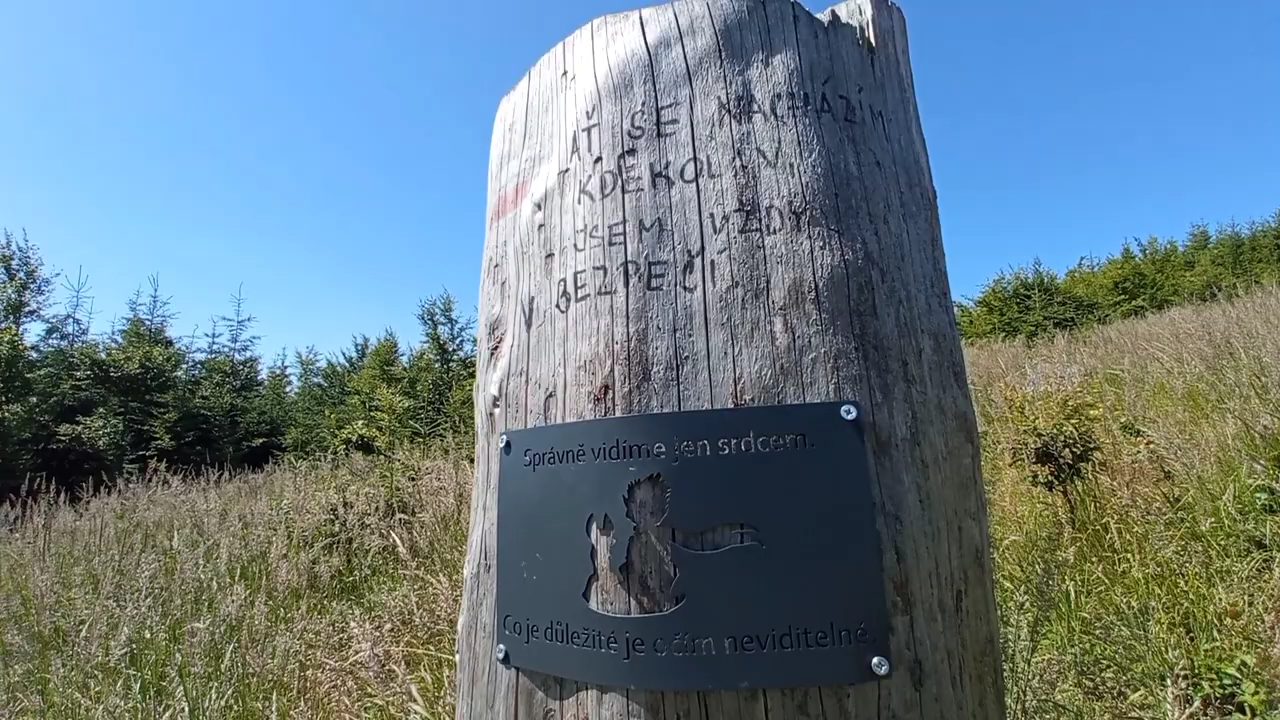 AŤ SE NACHÁZÍM
KDEKOLIV,
JSEM VŽDY
V BEZPEČÍ.
Správně vidíme jen srdcem.
Co je důležité je očím neviditelné.